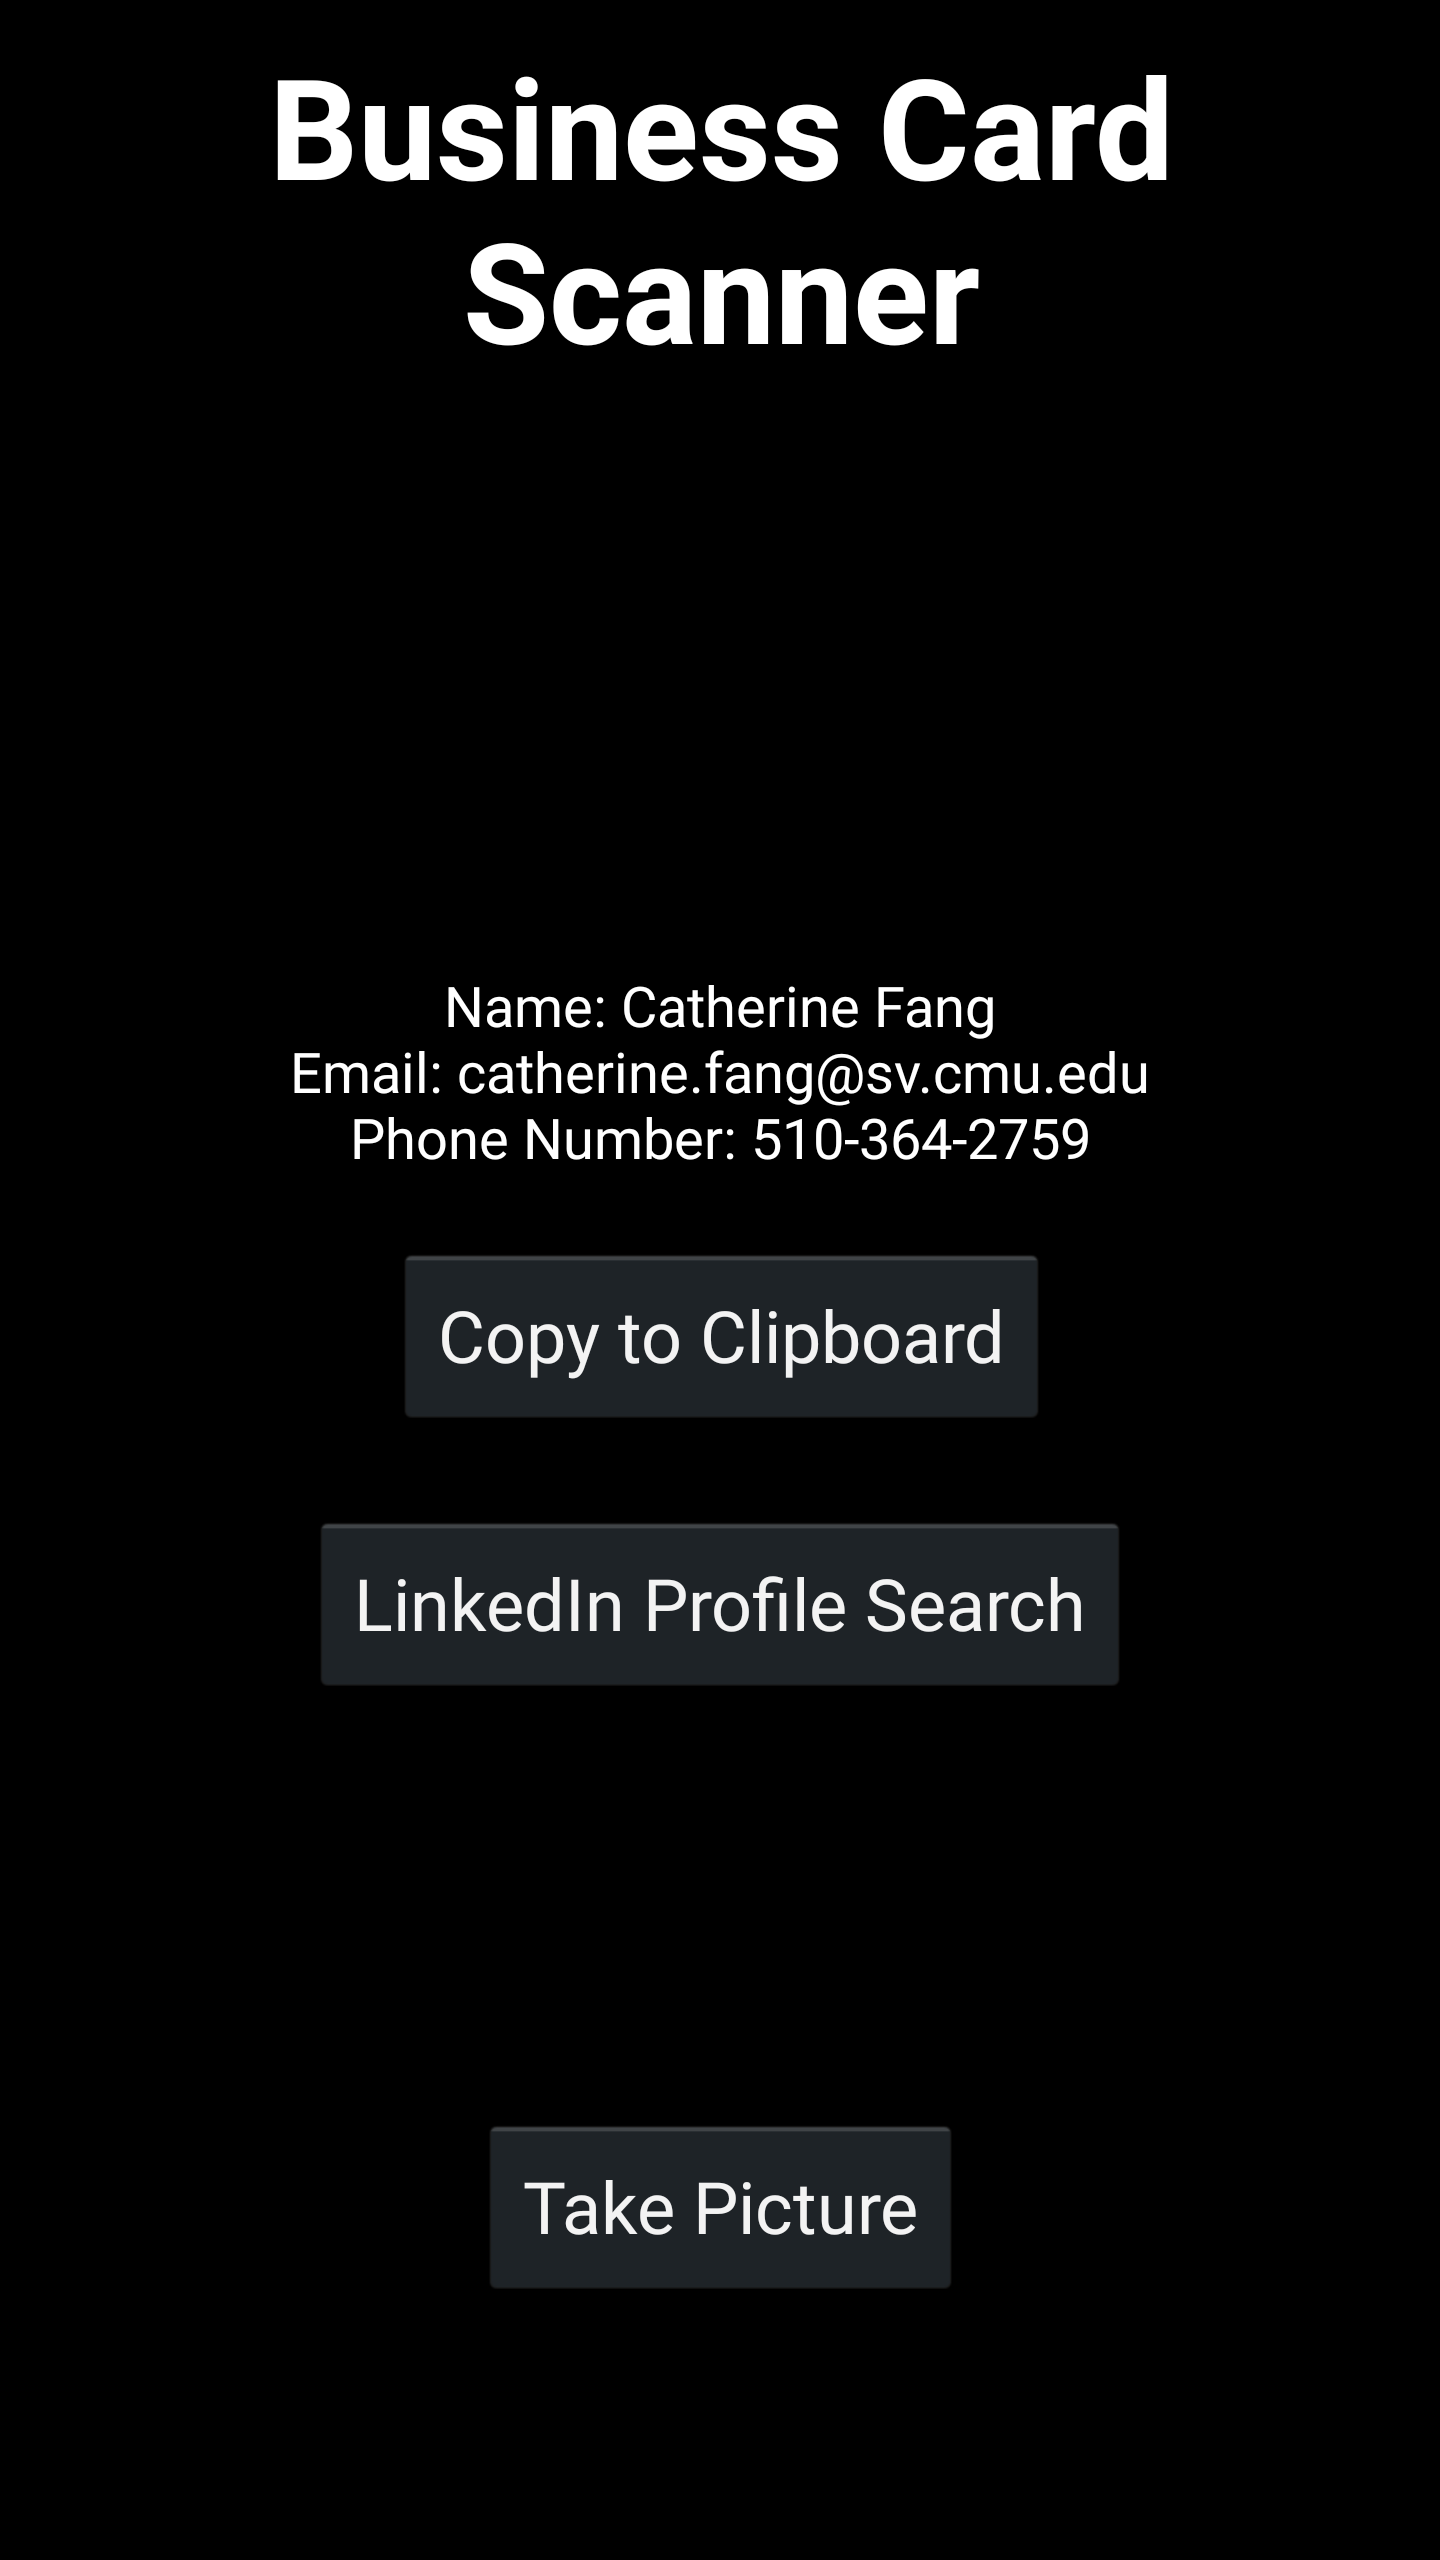 Business Card
Scanner
Name: Catherine Fang
Email: catherine.fang@sv.cmu.edu
Phone Number: 510-364-2759
Copy to Clipboard
LinkedIn Profile Search
Take Picture